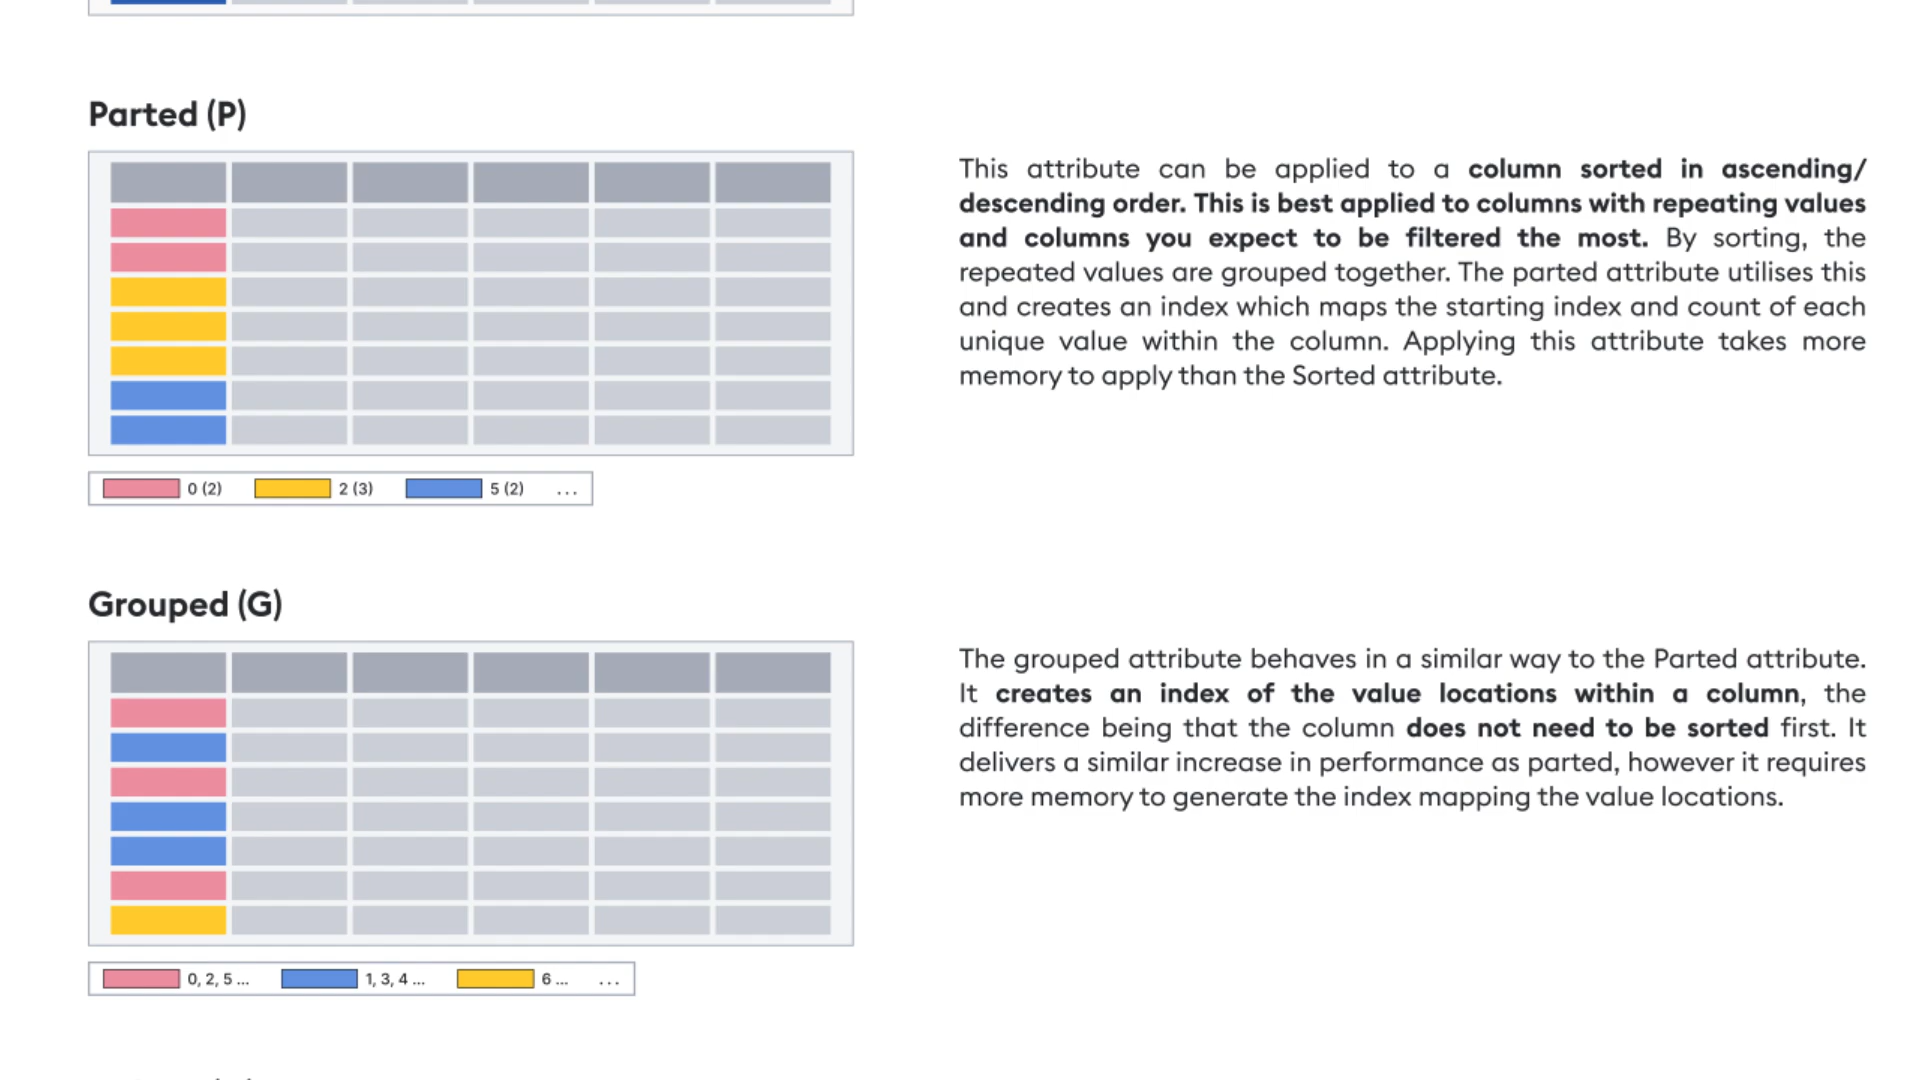 Parted (P)
This attribute can be applied to a column sorted in ascending/
descending order. This is best applied to columns with repeating values
and columns you expect to be filtered the most. By sorting, the
repeated values are grouped together. The parted attribute utilises this
and creates an index which maps the starting index and count of each
unique value within the column. Applying this attribute takes more
memory to apply than the Sorted attribute.
0 (2) 2 (3) 5 (2) ...
Grouped (G)
The grouped attribute behaves in a similar way to the Parted attribute.
It creates an index of the value locations within a column, the
difference being that the column does not need to be sorted first. It
delivers a similar increase in performance as parted, however it requires
more memory to generate the index mapping the value locations.
0, 2, 5 ... 1, 3, 4 ... 6 ... ...